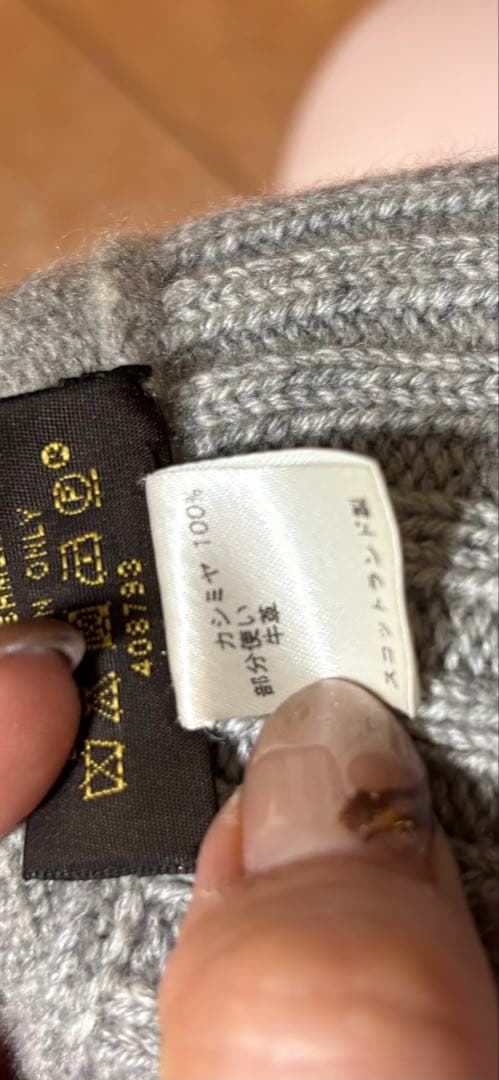 カシミヤ 100%
部分使い
牛革
スコットランド製
ONLY
408799